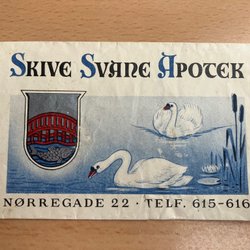 SKIVE SVANE APOTEK
NØRREGADE 22 · TELF. 615-616